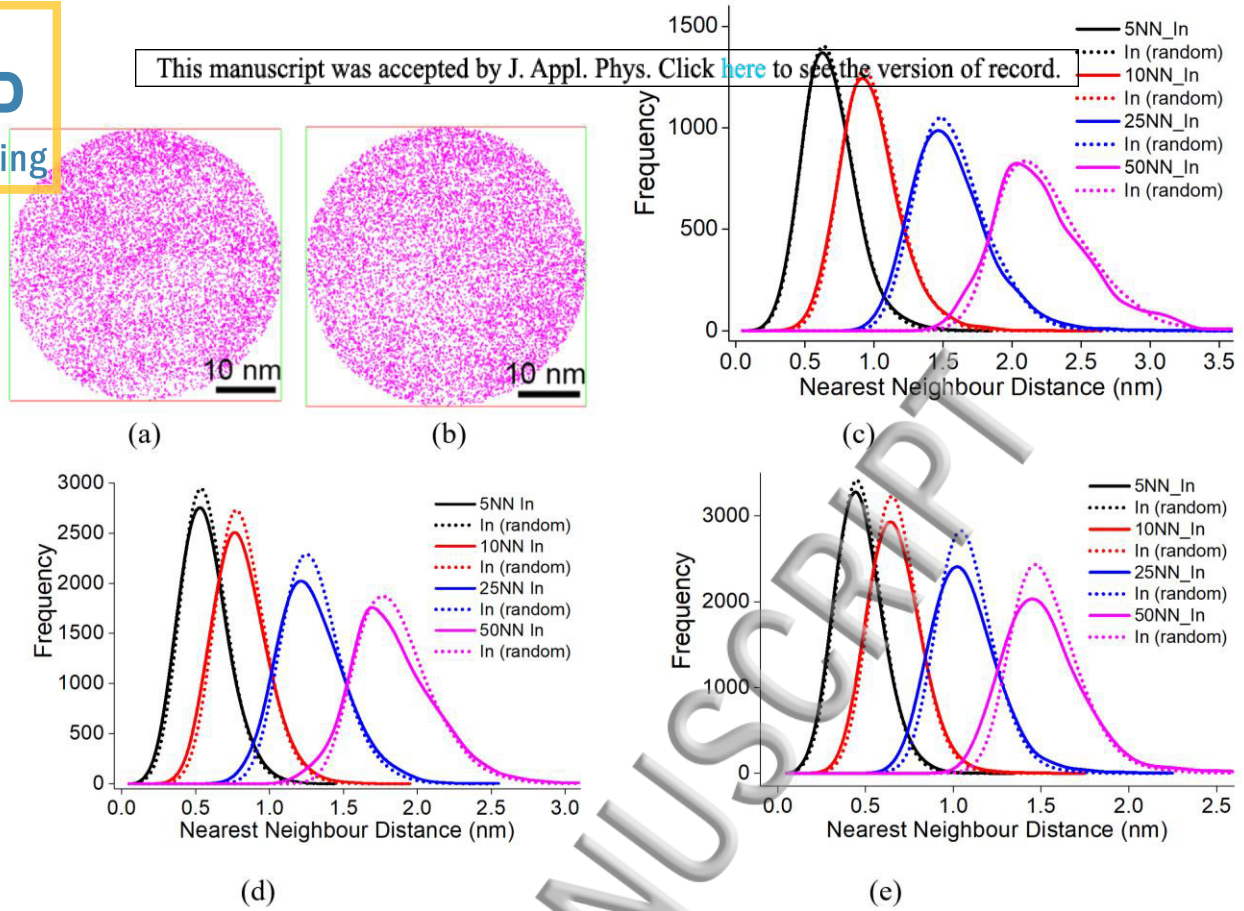 This manuscript was accepted by J. Appl. Phys. Click here to see the version of record.
ing
10 nm
10 nm
(a)
(b)
1500
1000
500
0
Frequency
0.0 0.5 1.0 1.5 2.0 2.5 3.0 3.5
Nearest Neighbour Distance (nm)
5NN_In
In (random)
10NN_In
In (random)
25NN_In
In (random)
50NN_In
In (random)
(c)
3000
2500
2000
1500
1000
500
0
Frequency
0.0 0.5 1.0 1.5 2.0 2.5 3.0
Nearest Neighbour Distance (nm)
5NN In
In (random)
10NN In
In (random)
25NN In
In (random)
50NN In
In (random)
(d)
3000
2000
1000
0
Frequency
0.0 0.5 1.0 1.5 2.0 2.5
Nearest Neighbour Distance (nm)
5NN_In
In (random)
10NN_In
In (random)
25NN_In
In (random)
50NN_In
In (random)
(e)
NUSCRIPT